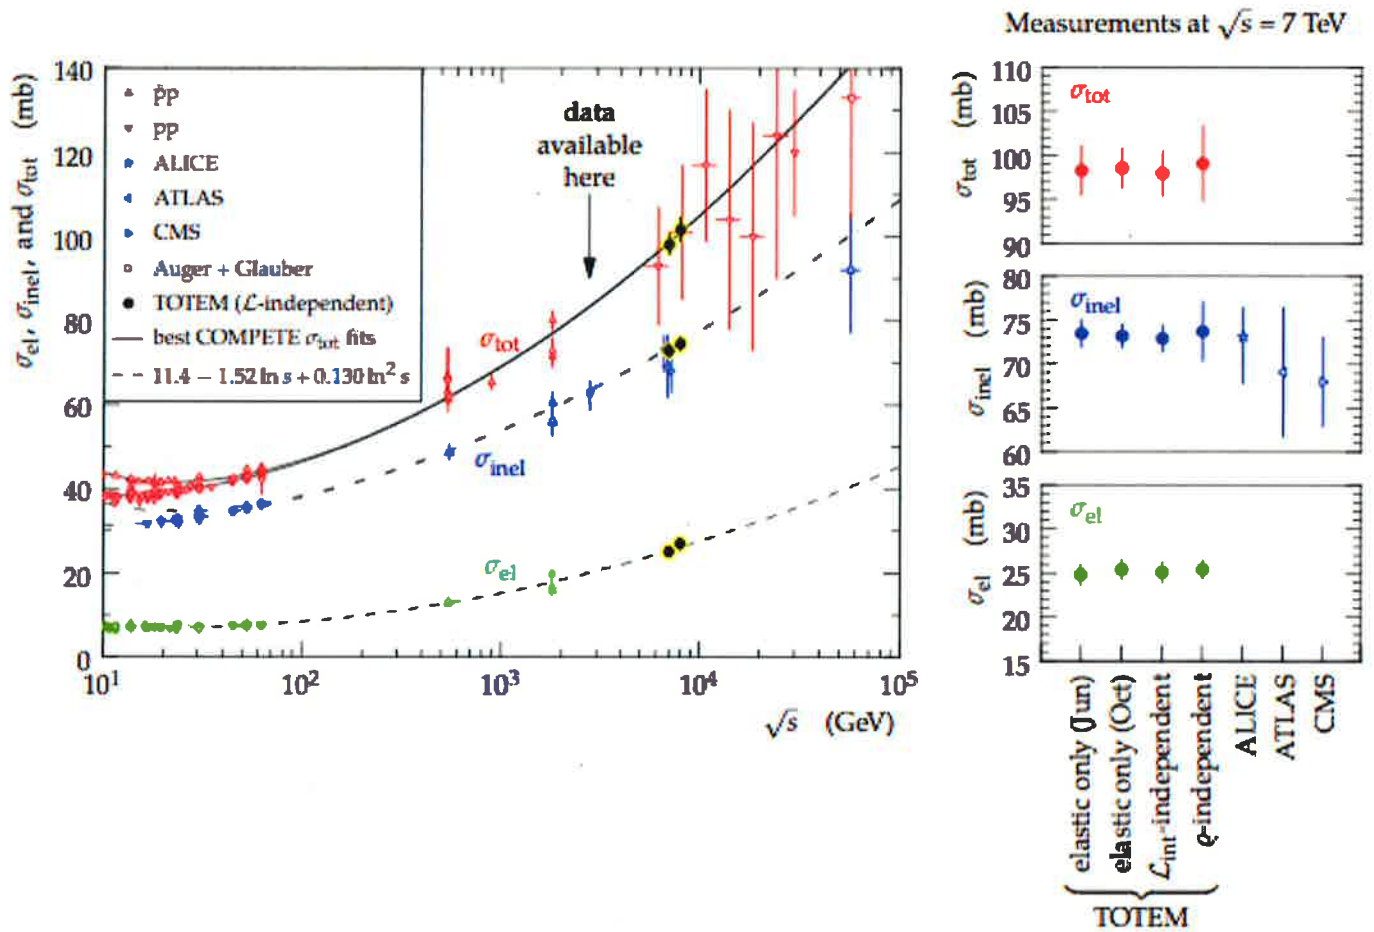 Measurements at √s = 7 TeV
σel, σinel, and σtot (mb)
140
120
100
80
60
40
20
0
p̄p
pp
ALICE
ATLAS
CMS
Auger + Glauber
TOTEM (ℒ-independent)
best COMPETE σtot fits
11.4 − 1.52 ln s + 0.130 ln² s
data
available
here
σtot
σinel
σel
10¹
10²
10³
10⁴
10⁵
√s (GeV)
σtot (mb)
110
105
100
95
90
σtot
σinel (mb)
80
75
70
65
60
σinel
σel (mb)
35
30
25
20
15
σel
elastic only (Jun)
elastic only (Oct)
ℒint-independent
ϱ-independent
ALICE
ATLAS
CMS
TOTEM